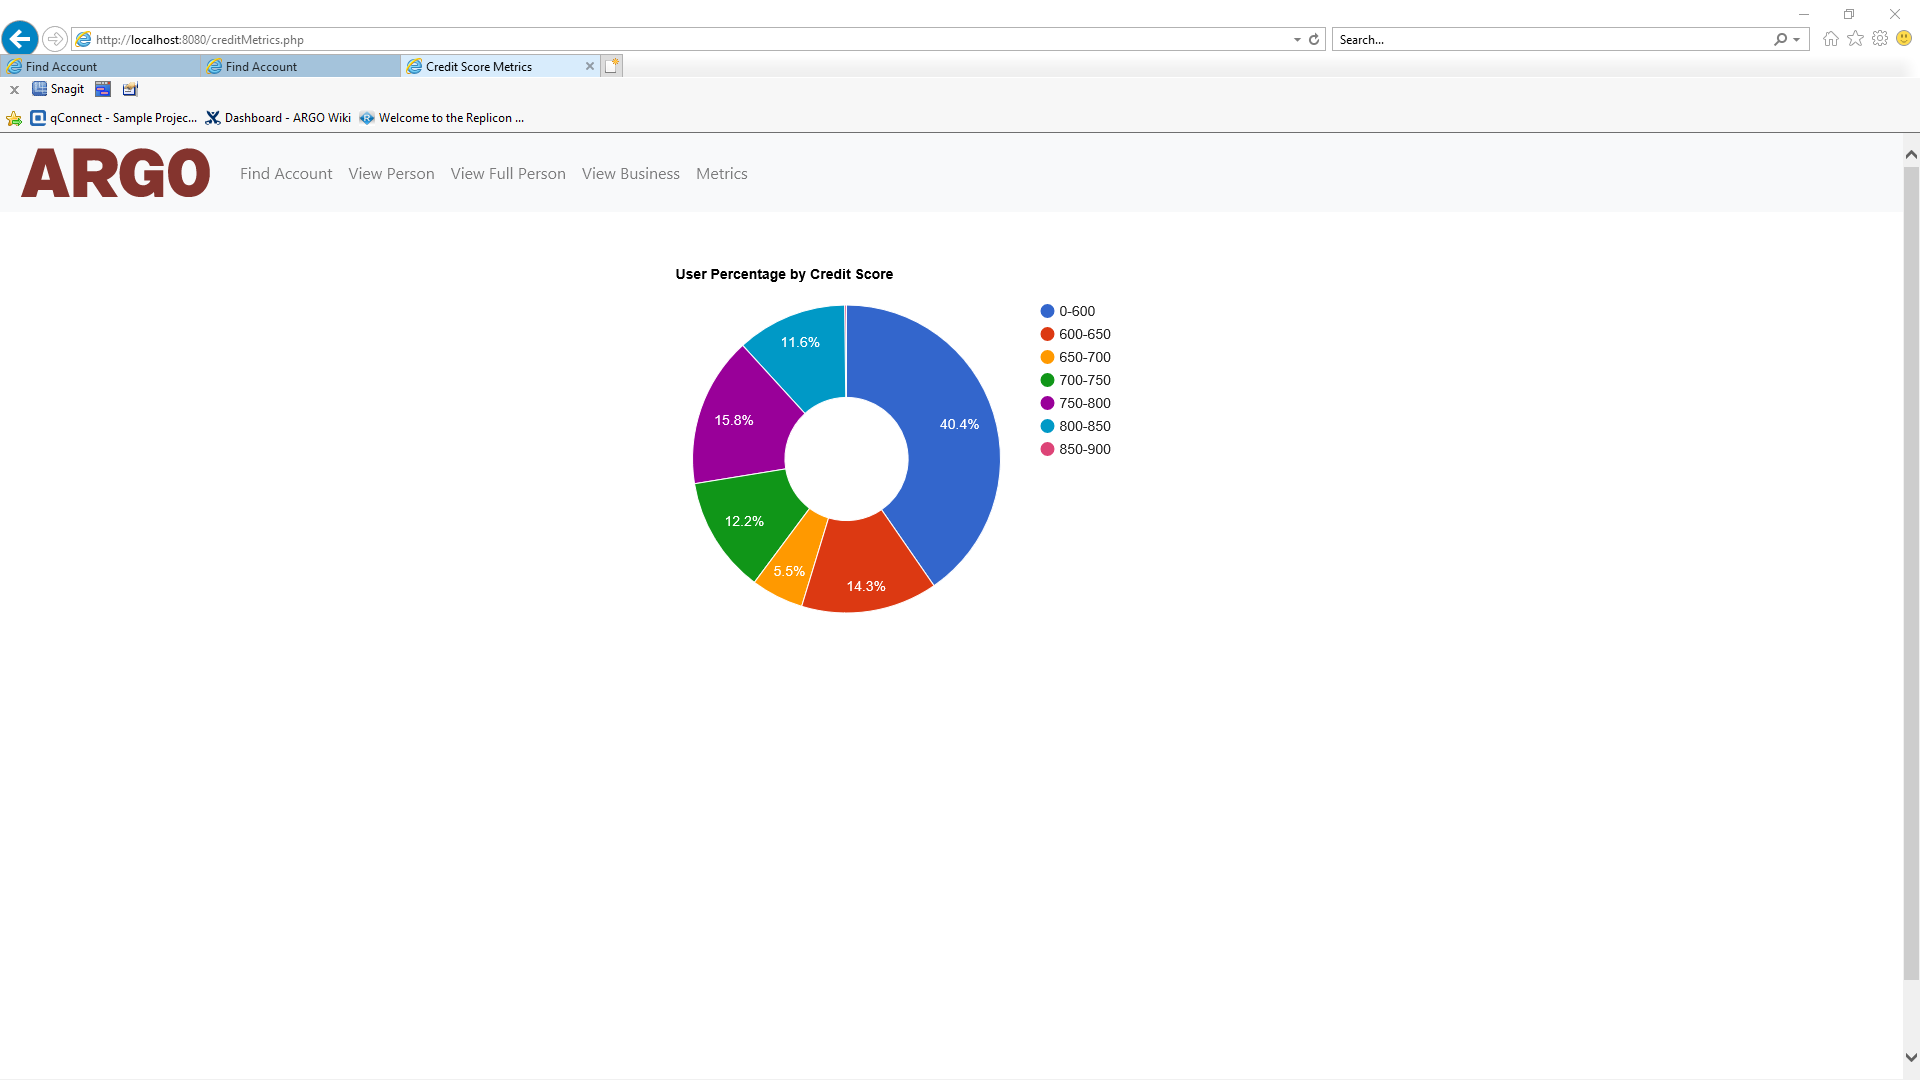 http://localhost:8080/creditMetrics.php
Search...
Find Account
Find Account
Credit Score Metrics
Snagit
qConnect - Sample Projec...
Dashboard - ARGO Wiki
Welcome to the Replicon ...
ARGO
Find Account
View Person
View Full Person
View Business
Metrics
User Percentage by Credit Score
11.6%
15.8%
40.4%
12.2%
5.5%
14.3%
0-600
600-650
650-700
700-750
750-800
800-850
850-900